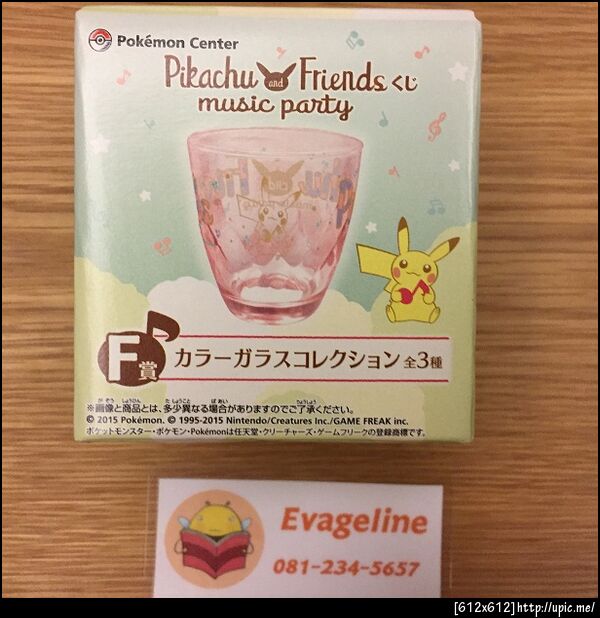 Pokémon Center
Pikachu and Friends くじ
music party
F賞 カラーガラスコレクション 全3種
※画像と商品とは、多少異なる場合がありますのでご了承ください。
© 2015 Pokémon. © 1995-2015 Nintendo/Creatures Inc./GAME FREAK inc.
ポケットモンスター・ポケモン・Pokémonは任天堂・クリーチャーズ・ゲームフリークの登録商標です。
Evageline
081-234-5657
[612x612]http://upic.me/